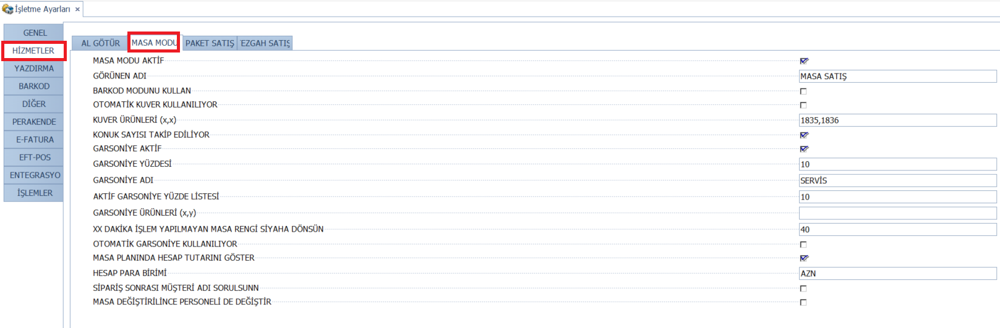 İşletme Ayarları x
GENEL
HİZMETLER
YAZDIRMA
BARKOD
DİĞER
PERAKENDE
E-FATURA
EFT-POS
ENTEGRASYO
İŞLEMLER
AL GÖTÜR MASA MODU PAKET SATIŞ EZGAH SATIŞ
MASA MODU AKTİF
GÖRÜNEN ADI MASA SATIŞ
BARKOD MODUNU KULLAN
OTOMATİK KUVER KULLANILIYOR
KUVER ÜRÜNLERİ (x,x) 1835,1836
KONUK SAYISI TAKİP EDİLİYOR
GARSONİYE AKTİF
GARSONİYE YÜZDESİ 10
GARSONİYE ADI SERVİS
AKTİF GARSONİYE YÜZDE LİSTESİ 10
GARSONİYE ÜRÜNLERİ (x,y)
XX DAKİKA İŞLEM YAPILMAYAN MASA RENGİ SİYAHA DÖNSÜN 40
OTOMATİK GARSONİYE KULLANILIYOR
MASA PLANINDA HESAP TUTARINI GÖSTER
HESAP PARA BİRİMİ AZN
SİPARİŞ SONRASI MÜŞTERİ ADI SORULSUNN
MASA DEĞİŞTİRİLİNCE PERSONELİ DE DEĞİŞTİR